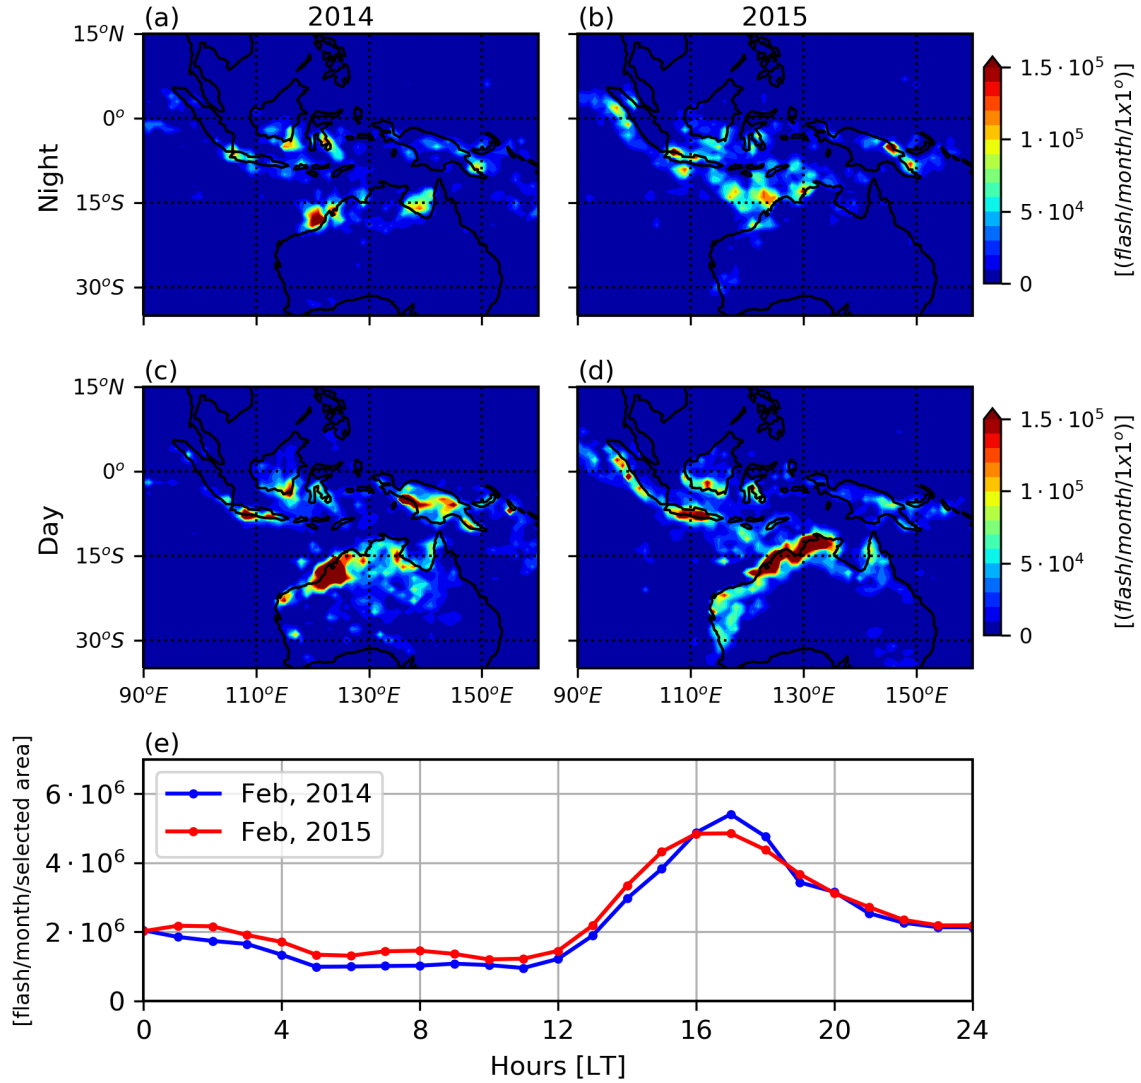 (a) 2014 (b) 2015
15°N
0°
15°S
30°S
Night
1.5·10⁵
1·10⁵
5·10⁴
0
[(flash/month/1x1°)]
(c) (d)
15°N
0°
15°S
30°S
Day
90°E 110°E 130°E 150°E 90°E 110°E 130°E 150°E
1.5·10⁵
1·10⁵
5·10⁴
0
[(flash/month/1x1°)]
(e)
[flash/month/selected area]
6·10⁶
4·10⁶
2·10⁶
0
Feb, 2014
Feb, 2015
0 4 8 12 16 20 24
Hours [LT]